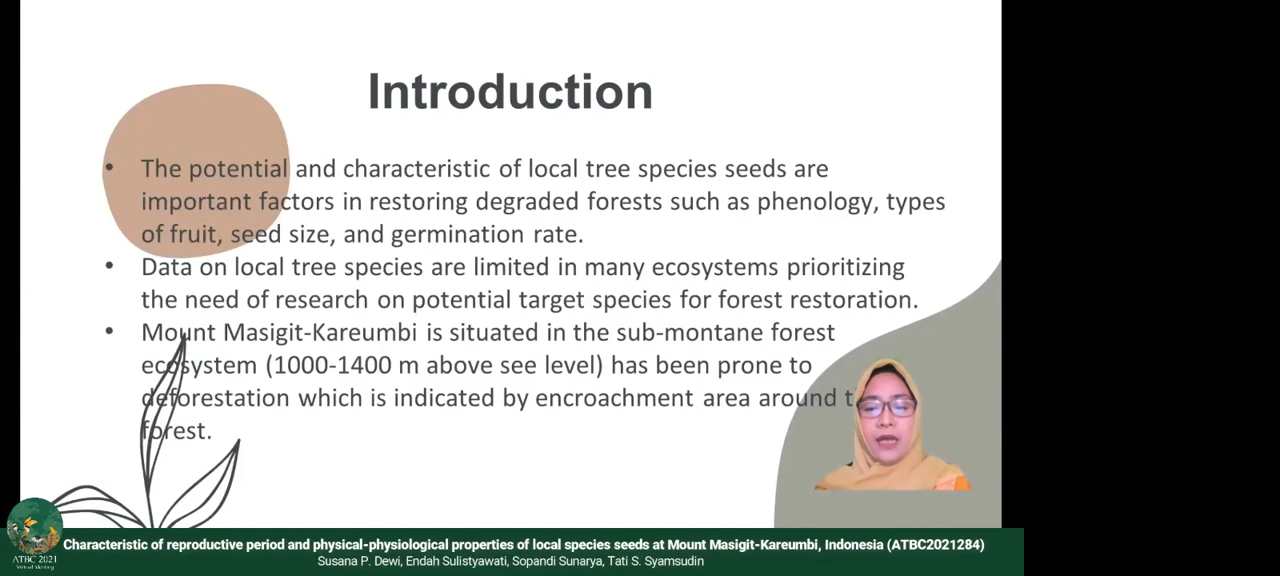 Introduction
• The potential and characteristic of local tree species seeds are
important factors in restoring degraded forests such as phenology, types
of fruit, seed size, and germination rate.
• Data on local tree species are limited in many ecosystems prioritizing
the need of research on potential target species for forest restoration.
• Mount Masigit-Kareumbi is situated in the sub-montane forest
ecosystem (1000-1400 m above see level) has been prone to
deforestation which is indicated by encroachment area around
forest.
ATBC 2021
Virtual Meeting
Characteristic of reproductive period and physical-physiological properties of local species seeds at Mount Masigit-Kareumbi, Indonesia (ATBC2021284)
Susana P. Dewi, Endah Sulistyawati, Sopandi Sunarya, Tati S. Syamsudin